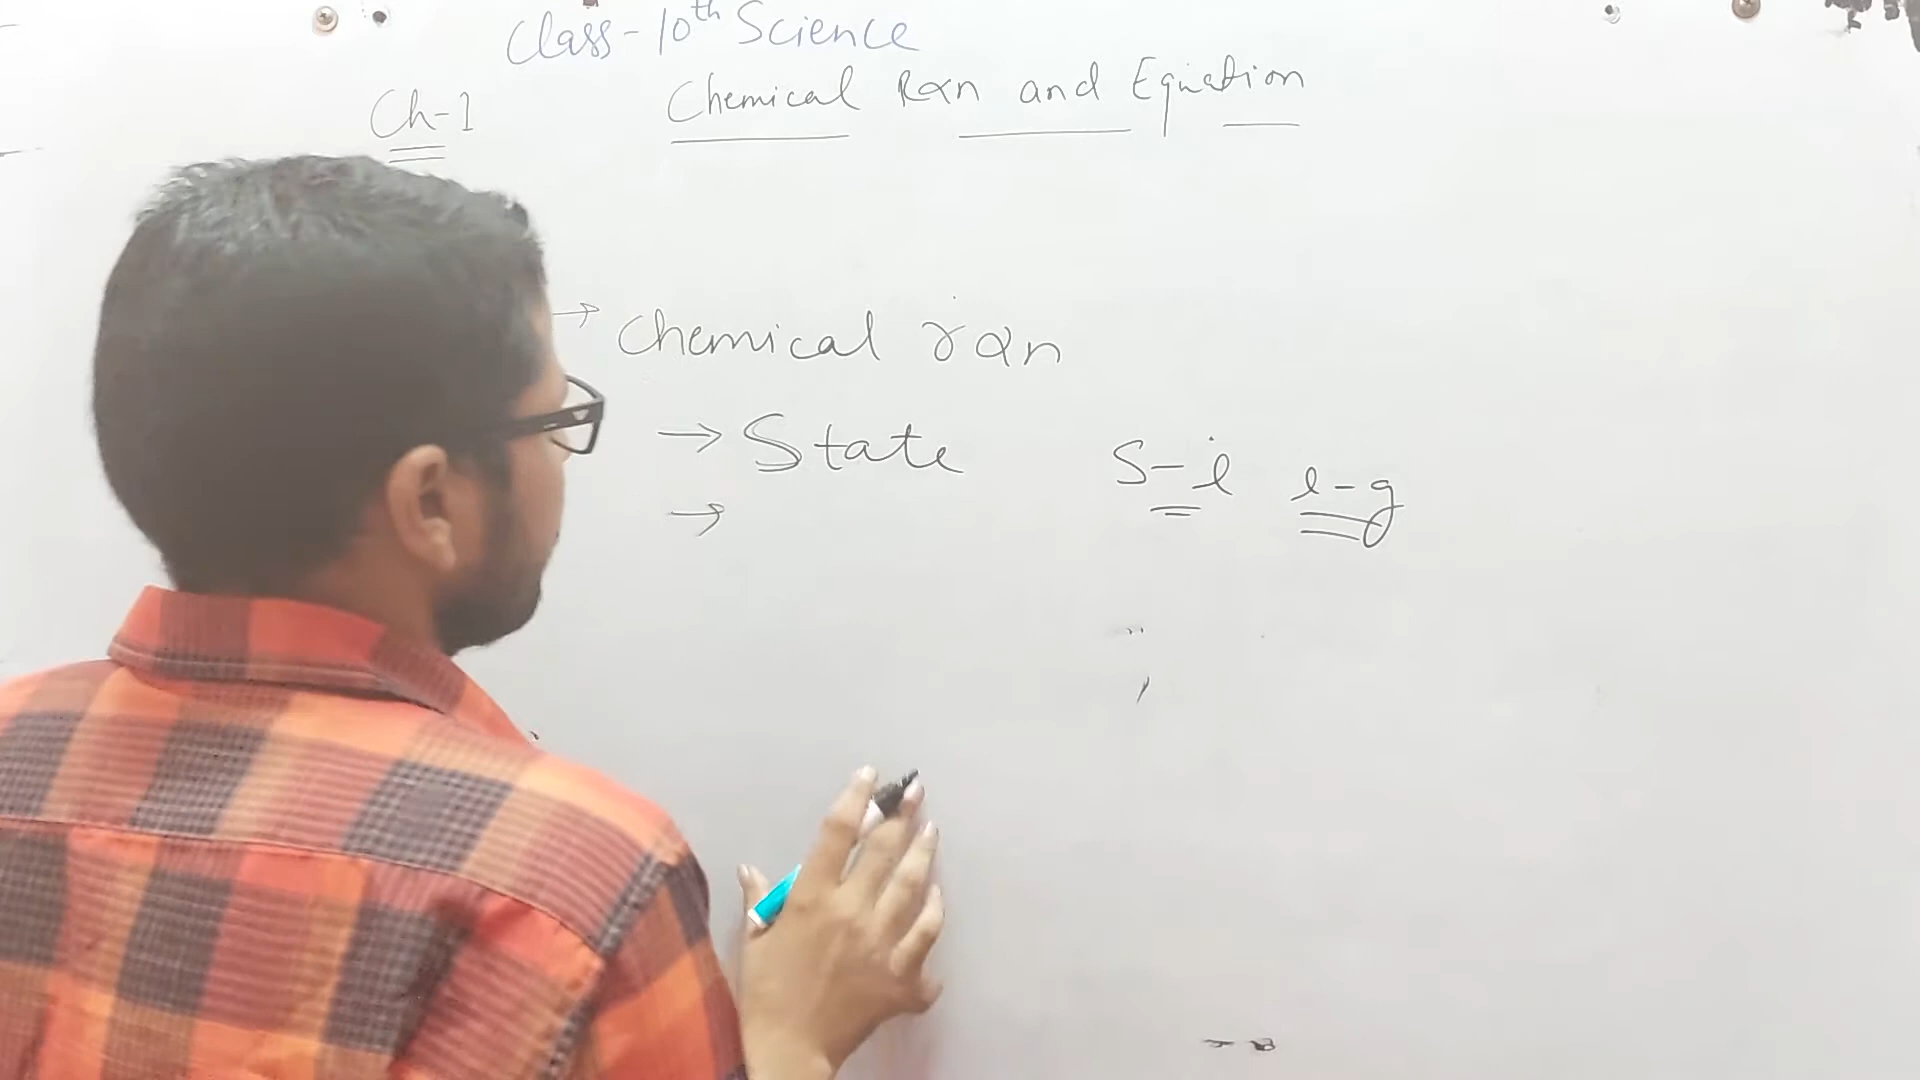 Class-10th Science
Ch-1 Chemical Rxn and Equation
→ Chemical rxn
→ State S-l l-g
→